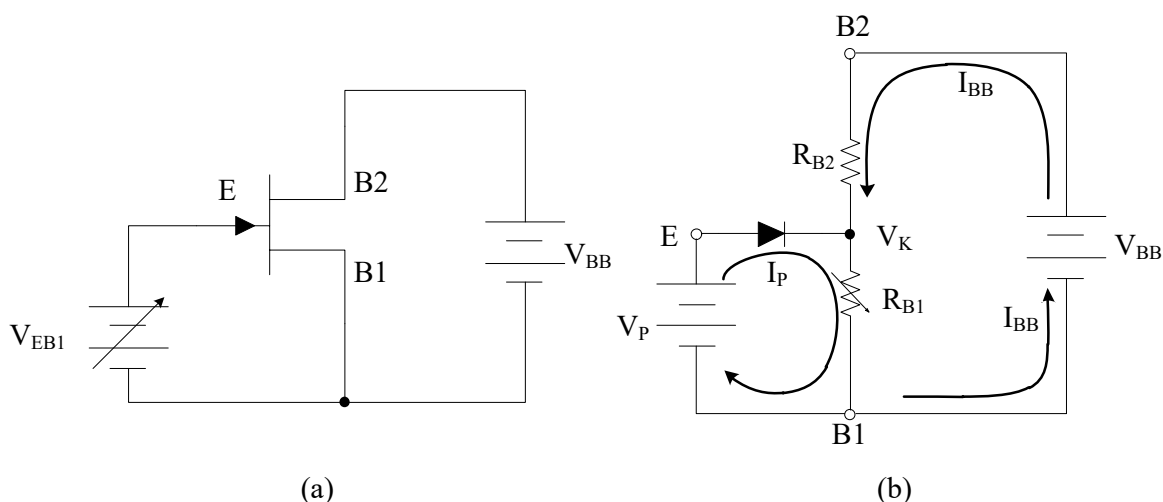 E
B2
B1
V_BB
V_EB1
(a)
B2
I_BB
R_B2
E
V_K
V_BB
I_P
R_B1
V_P
I_BB
B1
(b)